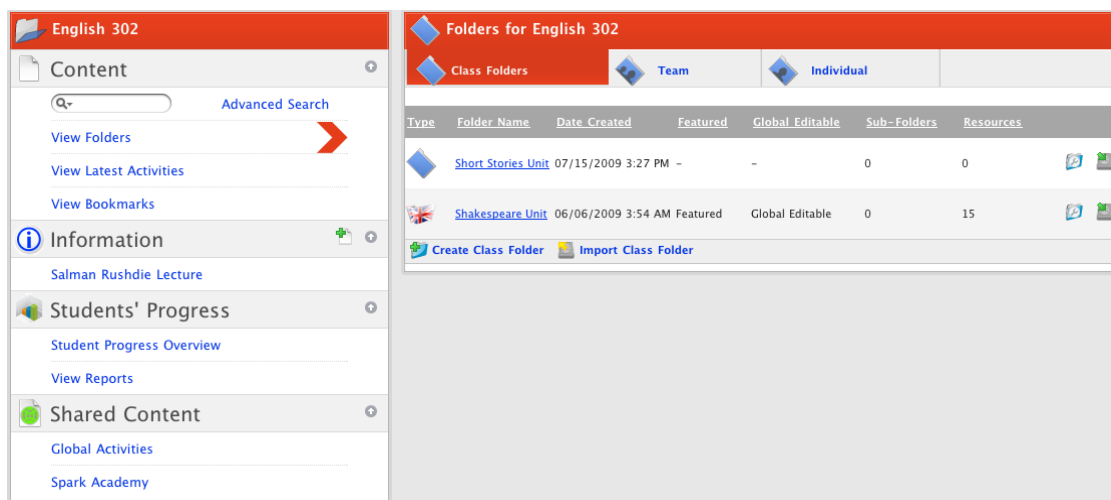 English 302
Content
Advanced Search
View Folders
View Latest Activities
View Bookmarks
Information
Salman Rushdie Lecture
Students' Progress
Student Progress Overview
View Reports
Shared Content
Global Activities
Spark Academy
Folders for English 302
Class Folders Team Individual
Type Folder Name Date Created Featured Global Editable Sub-Folders Resources
Short Stories Unit 07/15/2009 3:27 PM – – 0 0
Shakespeare Unit 06/06/2009 3:54 AM Featured Global Editable 0 15
Create Class Folder Import Class Folder